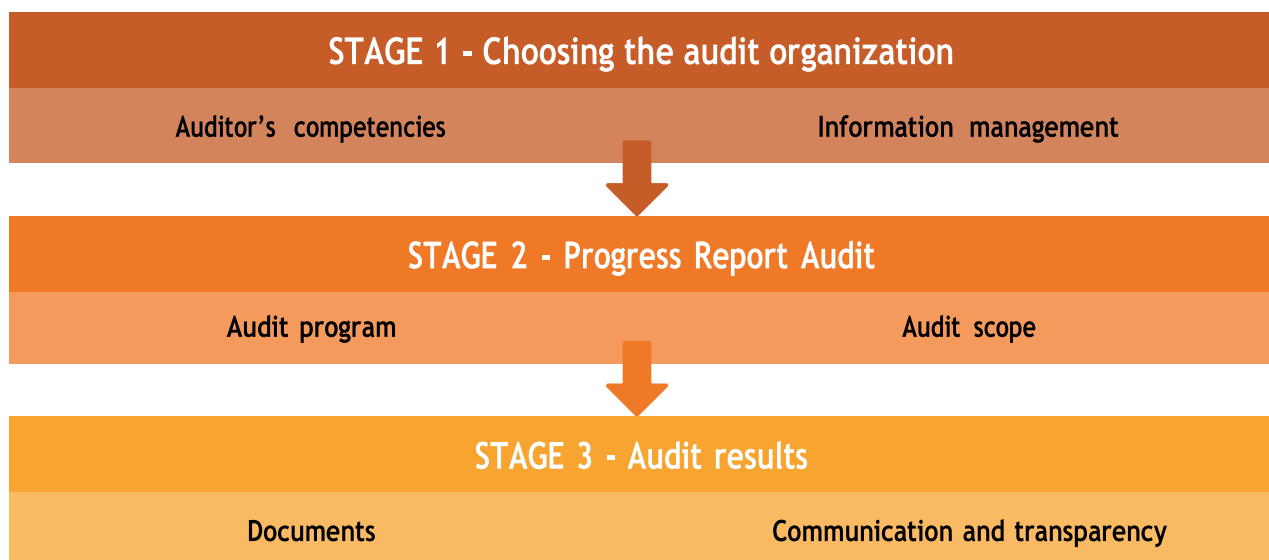 STAGE 1 - Choosing the audit organization
Auditor's competencies
Information management
STAGE 2 - Progress Report Audit
Audit program
Audit scope
STAGE 3 - Audit results
Documents
Communication and transparency